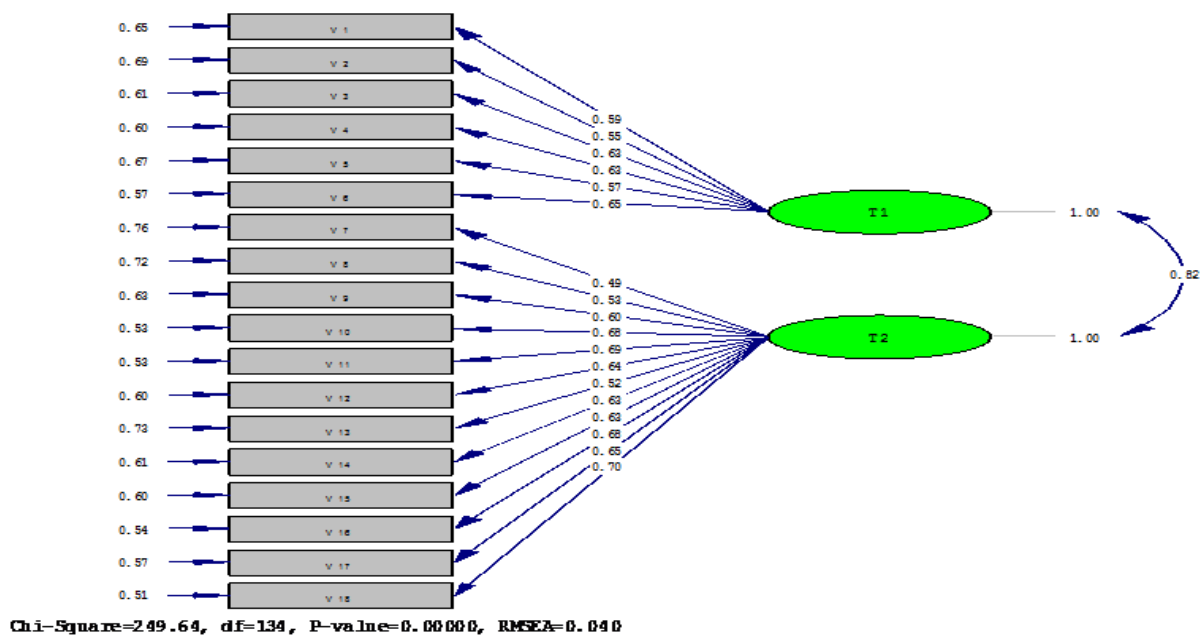 0.65 V 1
0.69 V 2
0.61 V 3
0.60 V 4
0.67 V 5
0.57 V 6
0.76 V 7
0.72 V 8
0.63 V 9
0.53 V 10
0.53 V 11
0.60 V 12
0.73 V 13
0.61 V 14
0.60 V 15
0.54 V 16
0.57 V 17
0.51 V 18
0.59
0.55
0.63
0.63
0.57
0.65
0.49
0.53
0.60
0.68
0.69
0.64
0.52
0.63
0.63
0.68
0.65
0.70
T1 1.00
0.82
T2 1.00
Chi-Square=249.64, df=134, P-value=0.00000, RMSEA=0.040